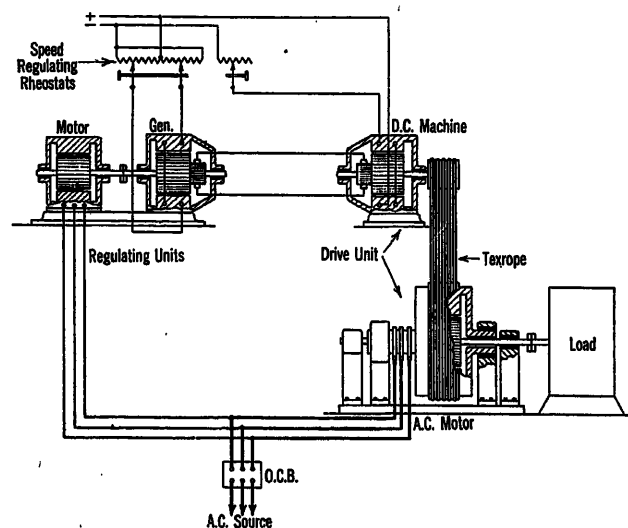 +
−
Speed
Regulating
Rheostats
Motor
Gen.
D.C. Machine
Regulating Units
Drive Unit
Texrope
Load
A.C. Motor
O.C.B.
A.C. Source